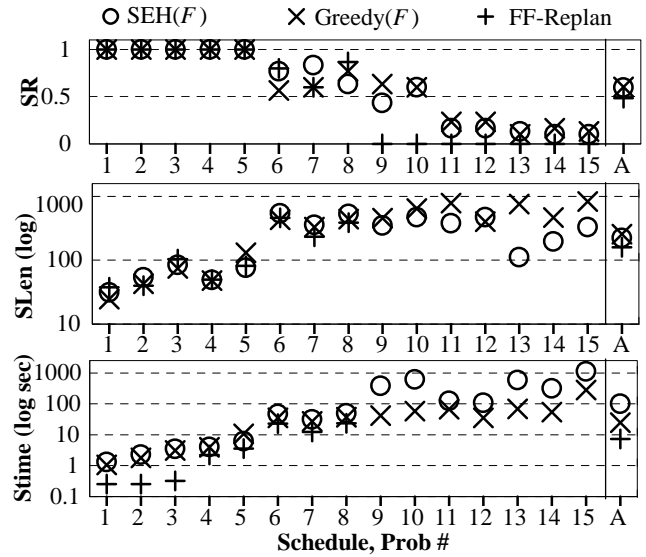 SEH(F) Greedy(F) FF-Replan
SR
1
0.5
0
1 2 3 4 5 6 7 8 9 10 11 12 13 14 15 A
SLen (log)
1000
100
10
1 2 3 4 5 6 7 8 9 10 11 12 13 14 15 A
Stime (log sec)
1000
100
10
1
0.1
1 2 3 4 5 6 7 8 9 10 11 12 13 14 15 A
Schedule, Prob #